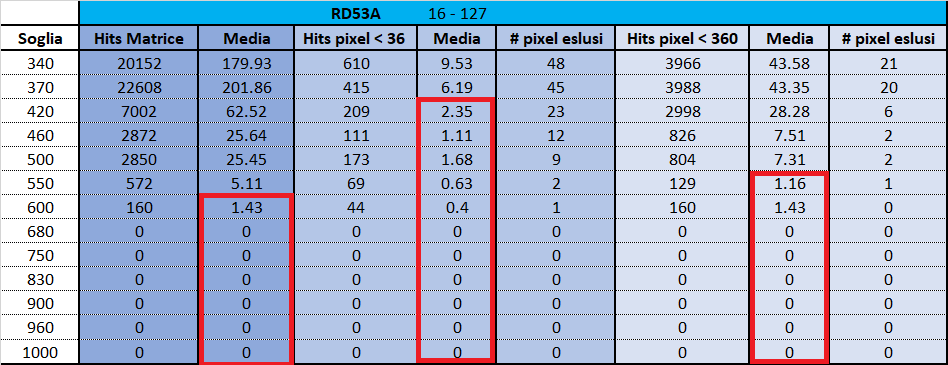 RD53A 16 - 127
Soglia Hits Matrice Media Hits pixel < 36 Media # pixel eslusi Hits pixel < 360 Media # pixel eslusi
340 20152 179.93 610 9.53 48 3966 43.58 21
370 22608 201.86 415 6.19 45 3988 43.35 20
420 7002 62.52 209 2.35 23 2998 28.28 6
460 2872 25.64 111 1.11 12 826 7.51 2
500 2850 25.45 173 1.68 9 804 7.31 2
550 572 5.11 69 0.63 2 129 1.16 1
600 160 1.43 44 0.4 1 160 1.43 0
680 0 0 0 0 0 0 0 0
750 0 0 0 0 0 0 0 0
830 0 0 0 0 0 0 0 0
900 0 0 0 0 0 0 0 0
960 0 0 0 0 0 0 0 0
1000 0 0 0 0 0 0 0 0